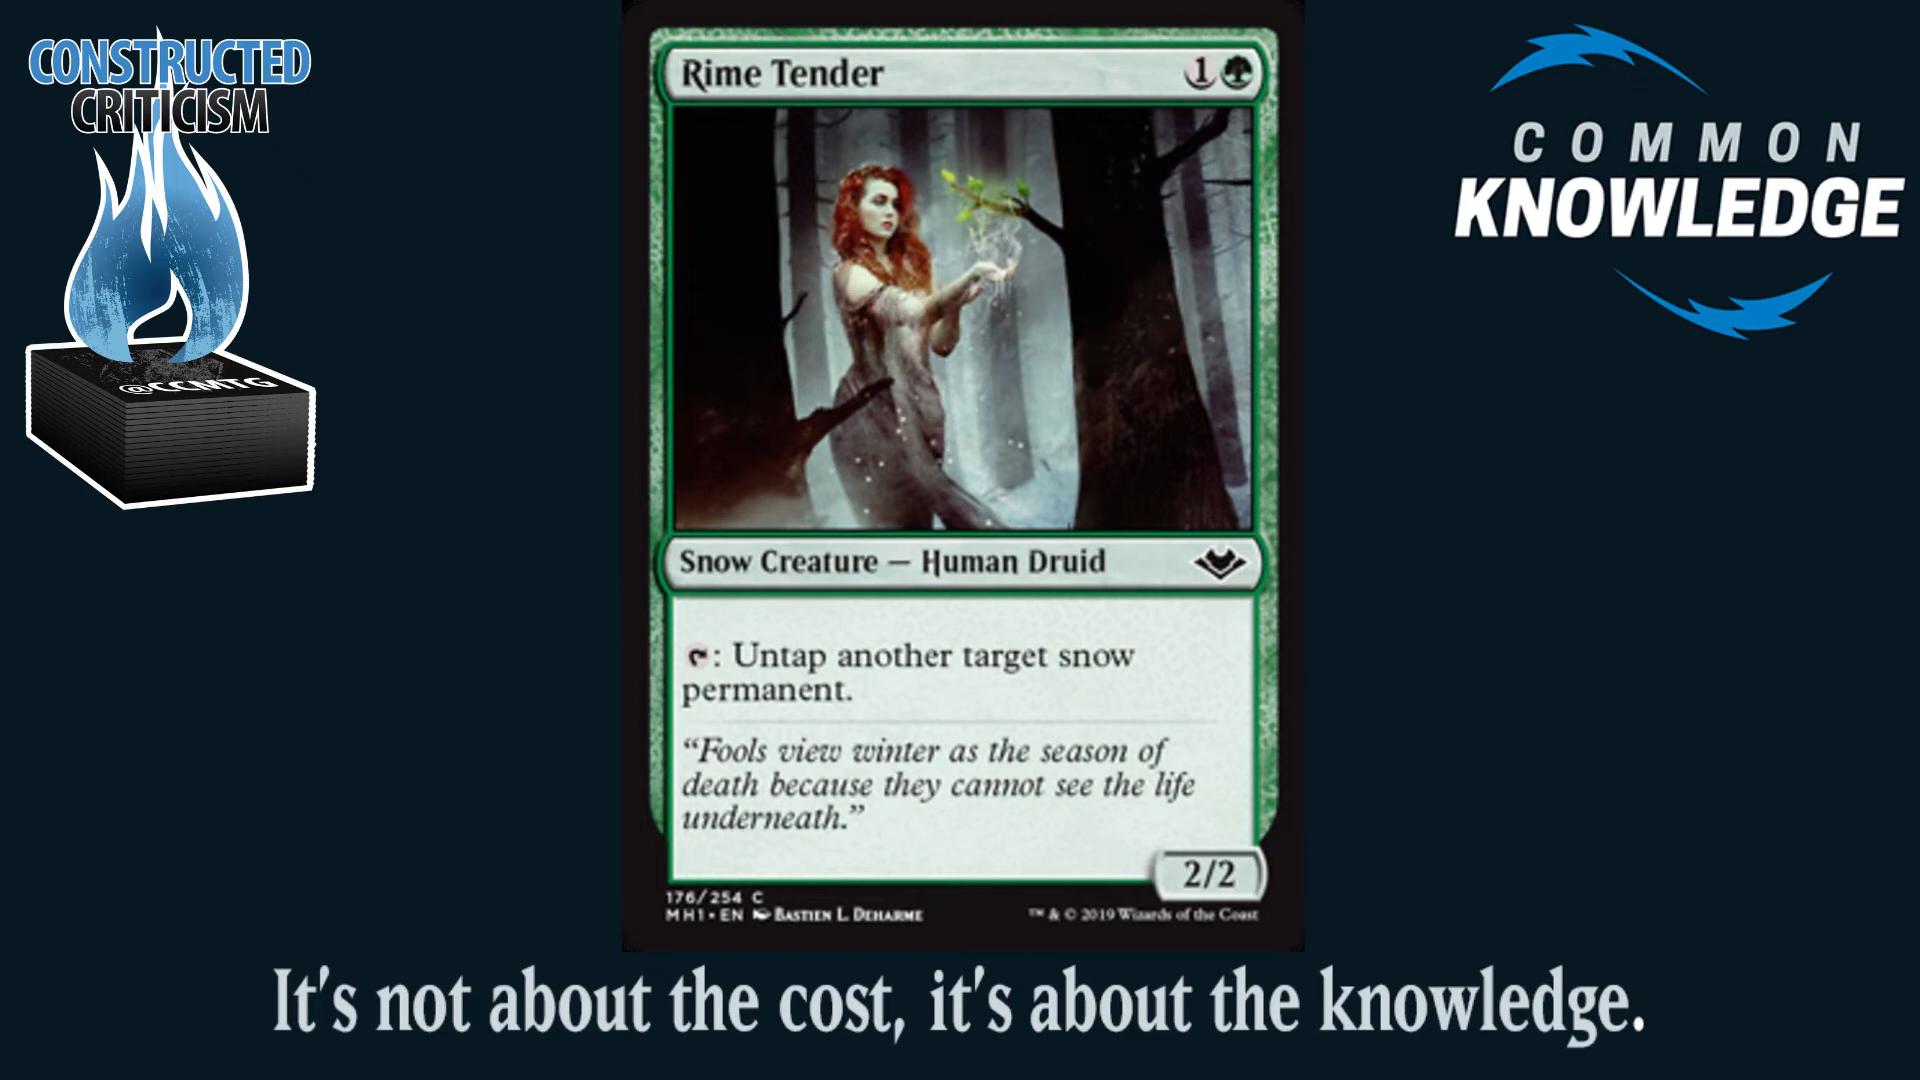 CONSTRUCTED
CRITICISM
@CCMTG
Rime Tender
1
COMMON
KNOWLEDGE
Snow Creature — Human Druid
: Untap another target snow
permanent.
“Fools view winter as the season of
death because they cannot see the life
underneath.”
2/2
176/254 C
MH1 • EN Bastien L. Deharme
™ & © 2019 Wizards of the Coast
It's not about the cost, it's about the knowledge.